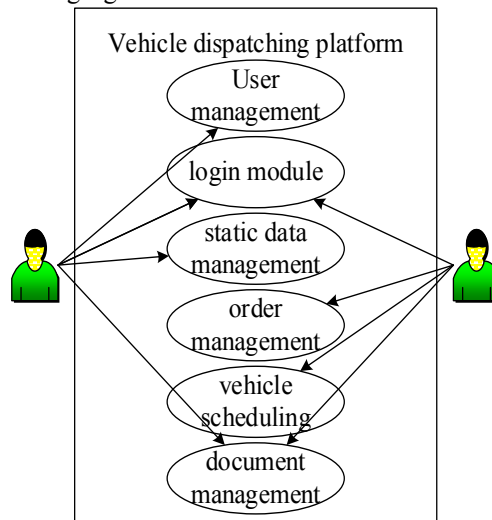 Vehicle dispatching platform
User
management
login module
static data
management
order
management
vehicle
scheduling
document
management